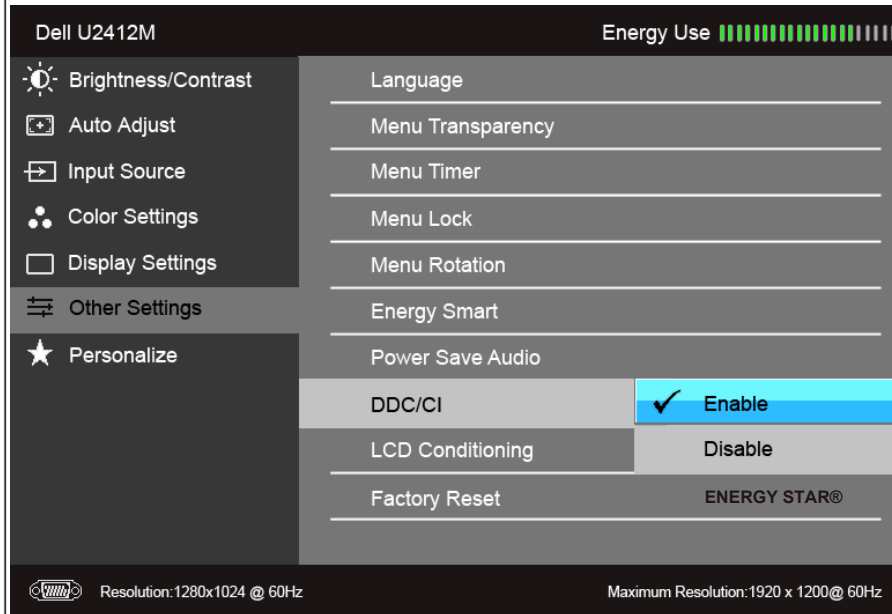 Dell U2412M
Energy Use
Brightness/Contrast
Auto Adjust
Input Source
Color Settings
Display Settings
Other Settings
Personalize
Language
Menu Transparency
Menu Timer
Menu Lock
Menu Rotation
Energy Smart
Power Save Audio
DDC/CI
Enable
LCD Conditioning
Disable
Factory Reset
ENERGY STAR®
Resolution:1280x1024 @ 60Hz
Maximum Resolution:1920 x 1200@ 60Hz